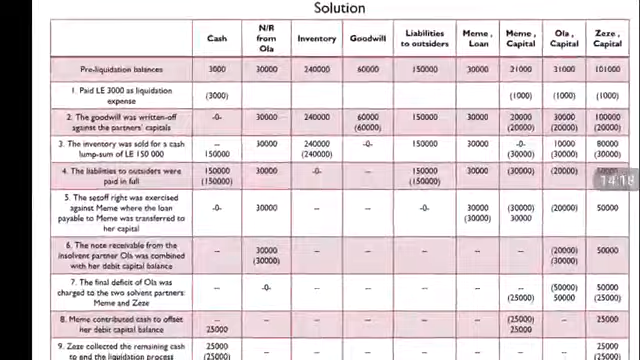 Solution
Cash N/R from Ola Inventory Goodwill Liabilities to outsiders Meme, Loan Meme, Capital Ola, Capital Zeze, Capital
Pre-liquidation balances 3000 30000 240000 60000 150000 30000 21000 31000 101000
1. Paid LE 3000 as liquidation (3000) (1000) (1000) (1000)
expense
2. The goodwill was written-off -0- 30000 240000 60000 150000 30000 20000 30000 100000
against the partners' capitals (60000) (20000) (20000) (20000)
3. The inventory was sold for a cash -- 30000 240000 -0- 150000 30000 -0- 10000 80000
lump-sum of LE 150 000 150000 (240000) (30000) (30000) (30000)
4. The liabilities to outsiders were 150000 30000 -0- -- 150000 30000 (30000) (20000)
paid in full (150000) (150000)
14:18
5. The setoff right was exercised
against Meme where the loan -0- 30000 -- -- -0- 30000 (30000) (20000) 50000
payable to Meme was transferred to (30000) 30000
her capital
6. The note receivable from the
insolvent partner Ola was combined -- 30000 -- -- -- -- -- (20000) 50000
with her debit capital balance (30000) (30000)
7. The final deficit of Ola was
charged to the two solvent partners: -- -0- -- -- -- -- -- (50000) 50000
Meme and Zeze (25000) 50000 (25000)
8. Meme contributed cash to offset -- -- -- -- -- -- (25000) -- 25000
her debit capital balance 25000 25000
9. Zeze collected the remaining cash 25000 -- -- -- -- -- -- -- 25000
to end the liquidation process (25000) (25000)